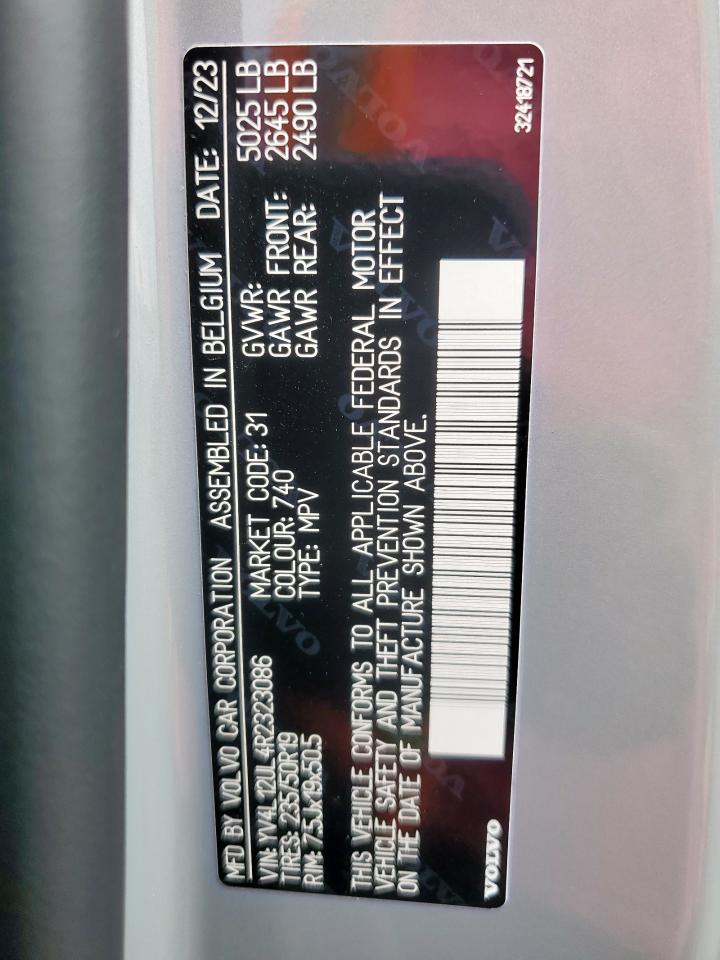 MFD BY VOLVO CAR CORPORATION ASSEMBLED IN BELGIUM DATE: 12/23
VIN: YV4L12UL4R2323086 MARKET CODE: 31 GVWR: 5025 LB
TIRES: 235/50R19 COLOUR: 740 GAWR FRONT: 2645 LB
RIM: 7.5Jx19x50.5 TYPE: MPV GAWR REAR: 2490 LB
THIS VEHICLE CONFORMS TO ALL APPLICABLE FEDERAL MOTOR
VEHICLE SAFETY AND THEFT PREVENTION STANDARDS IN EFFECT
ON THE DATE OF MANUFACTURE SHOWN ABOVE.
VOLVO 32418721